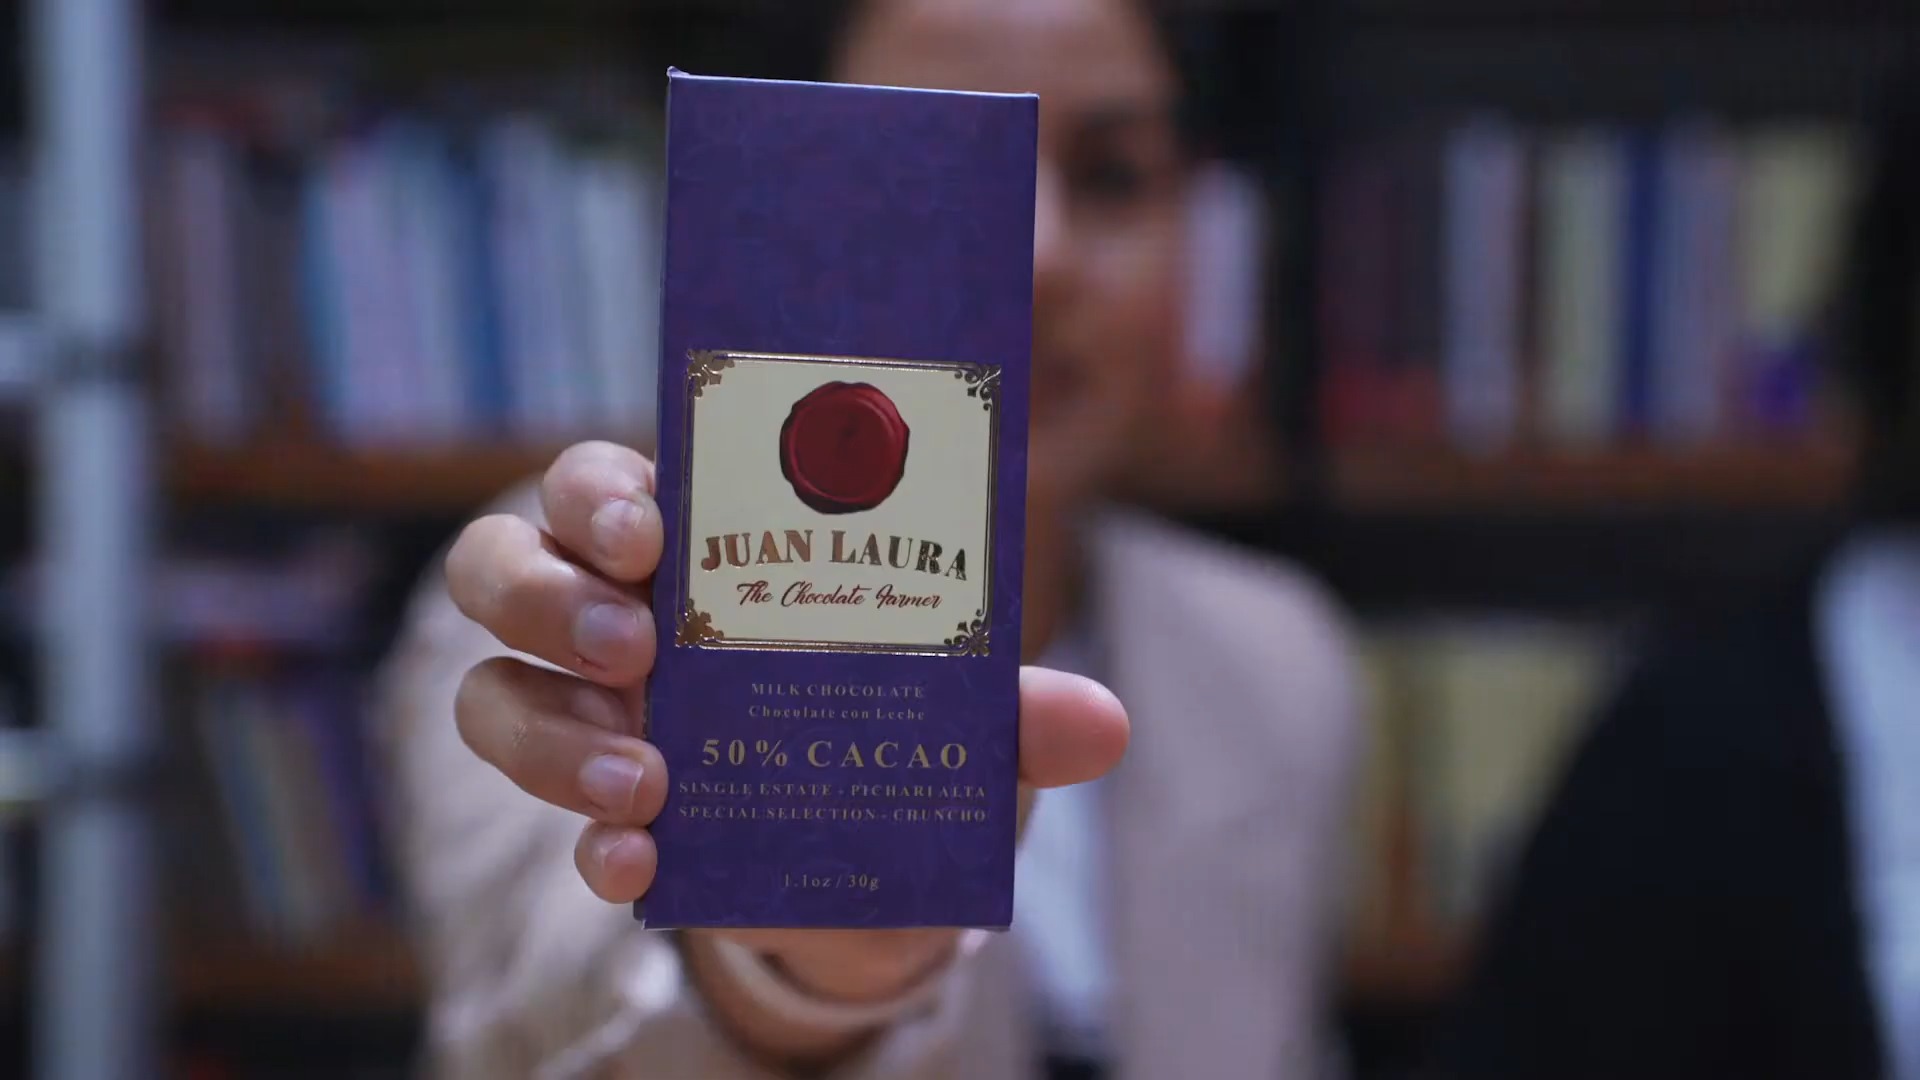 JUAN LAURA
The Chocolate Farmer
MILK CHOCOLATE
Chocolate con Leche
50% CACAO
SINGLE ESTATE - PICHARI ALTA
SPECIAL SELECTION - CHUNCHO
1.1oz / 30g